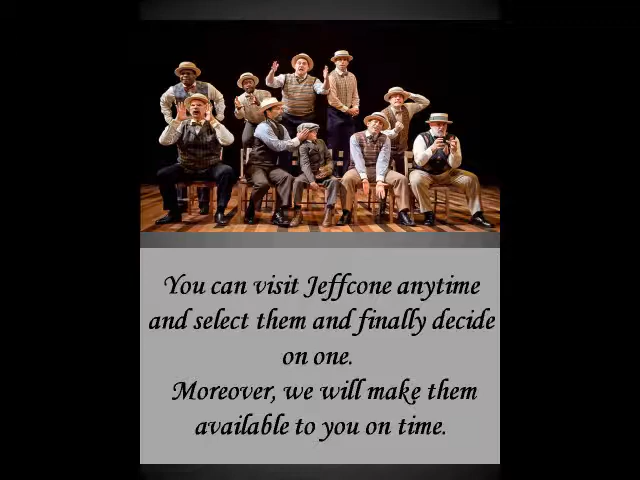 You can visit Jeffcone anytime
and select them and finally decide
on one.
Moreover, we will make them
available to you on time.